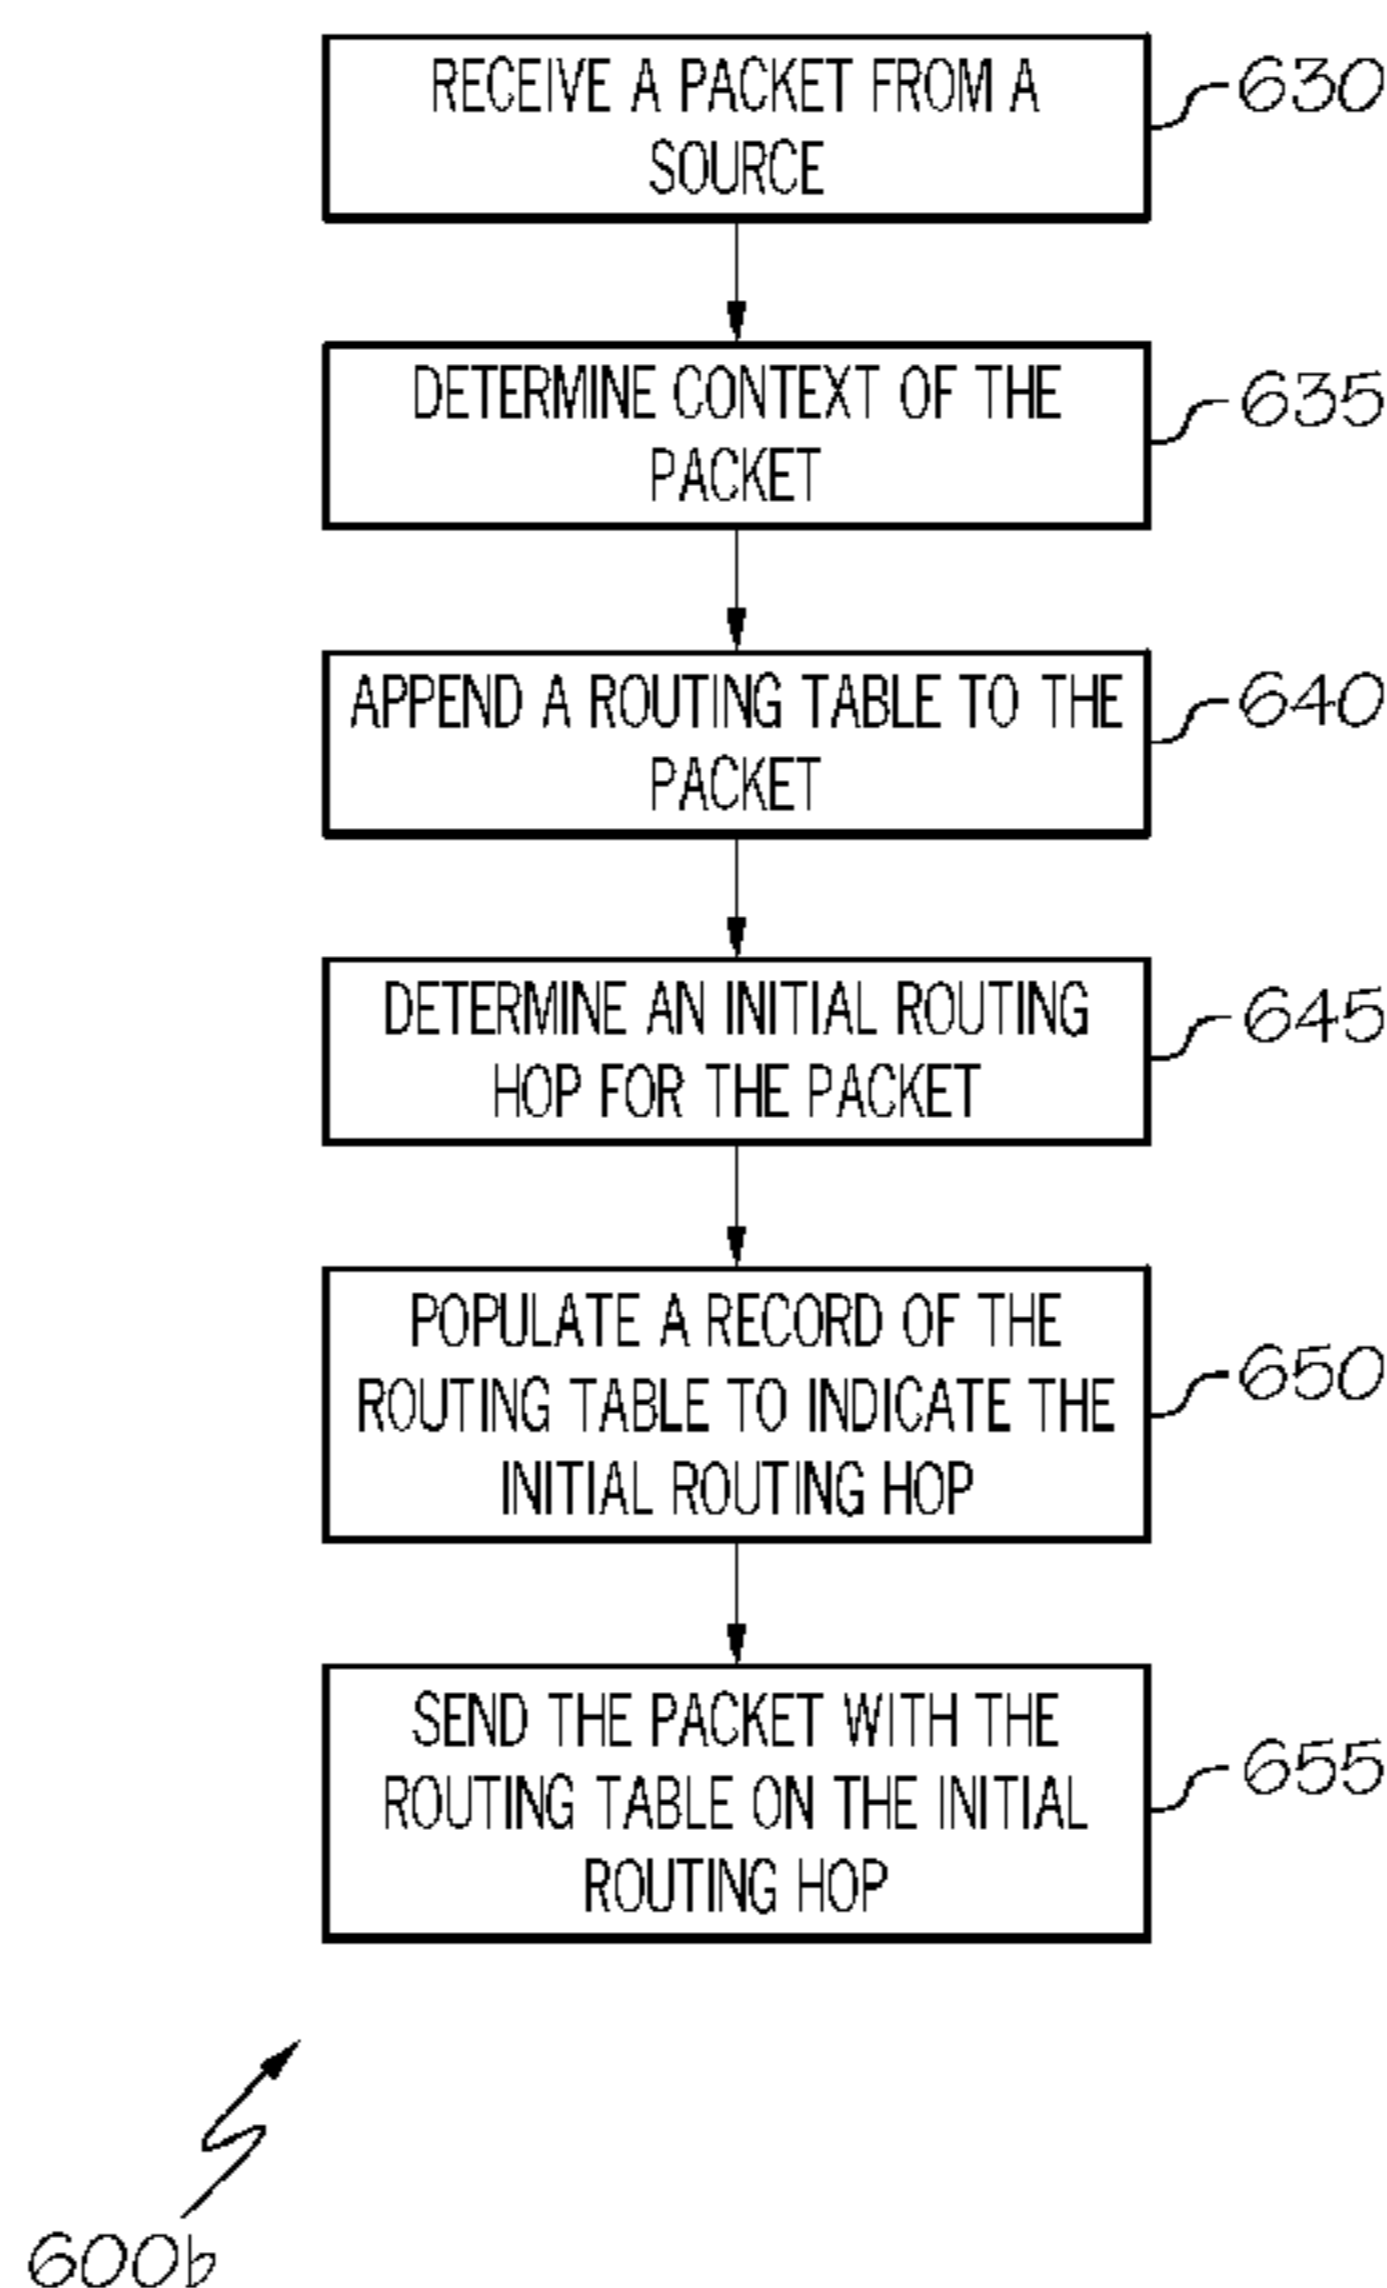 RECEIVE A PACKET FROM A
SOURCE
630
DETERMINE CONTEXT OF THE
PACKET
635
APPEND A ROUTING TABLE TO THE
PACKET
640
DETERMINE AN INITIAL ROUTING
HOP FOR THE PACKET
645
POPULATE A RECORD OF THE
ROUTING TABLE TO INDICATE THE
INITIAL ROUTING HOP
650
SEND THE PACKET WITH THE
ROUTING TABLE ON THE INITIAL
ROUTING HOP
655
600b